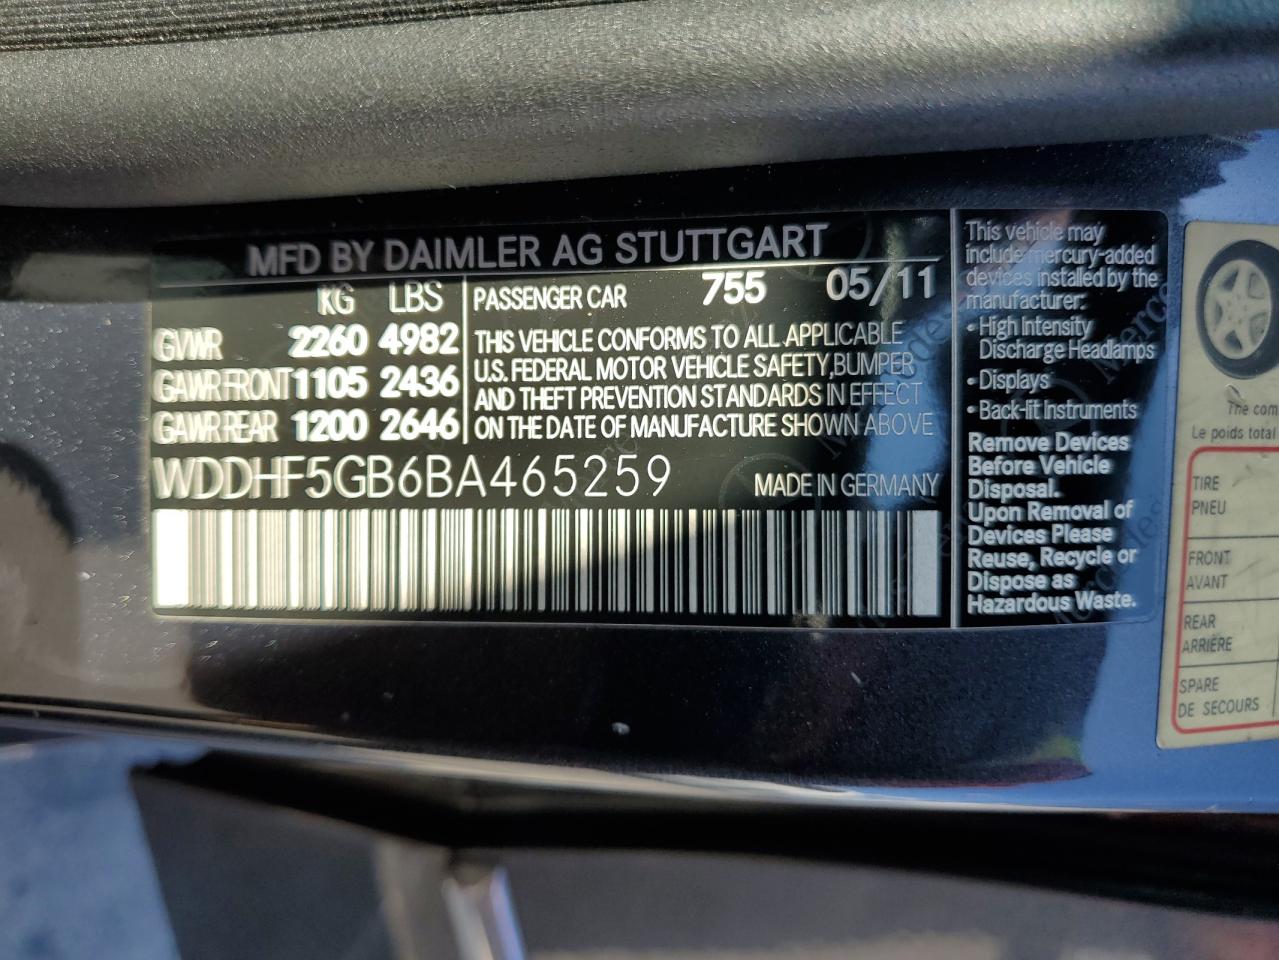 MFD BY DAIMLER AG STUTTGART
KG LBS
GVWR 2260 4982
GAWR FRONT 1105 2436
GAWR REAR 1200 2646
PASSENGER CAR 755 05/11
THIS VEHICLE CONFORMS TO ALL APPLICABLE
U.S. FEDERAL MOTOR VEHICLE SAFETY, BUMPER
AND THEFT PREVENTION STANDARDS IN EFFECT
ON THE DATE OF MANUFACTURE SHOWN ABOVE
WDDHF5GB6BA465259 MADE IN GERMANY
This vehicle may
include mercury-added
devices installed by the
manufacturer:
• High Intensity
Discharge Headlamps
• Displays
• Back-lit Instruments
Remove Devices
Before Vehicle
Disposal.
Upon Removal of
Devices Please
Reuse, Recycle or
Dispose as
Hazardous Waste.
The com
Le poids total
TIRE
PNEU
FRONT
AVANT
REAR
ARRIÈRE
SPARE
DE SECOURS